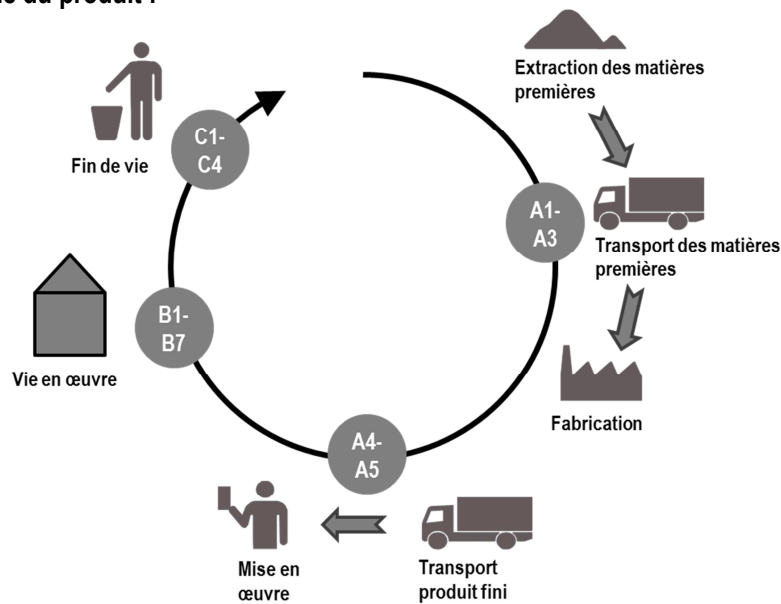 du produit :
Extraction des matières
premières
A1-
A3
Transport des matières
premières
Fabrication
A4-
A5
Transport
produit fini
Mise en
œuvre
B1-
B7
Vie en œuvre
C1-
C4
Fin de vie